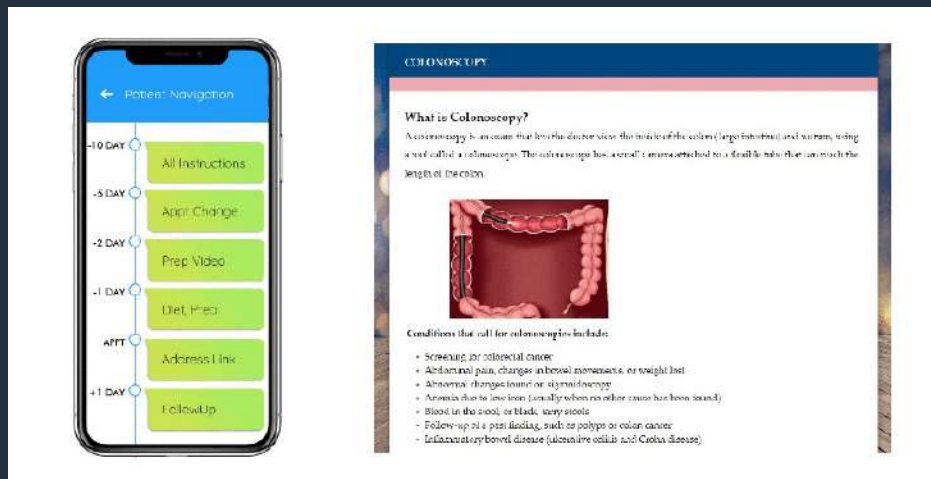 Patient Navigation
-10 DAY
All Instructions
-5 DAY
Appt Change
-2 DAY
Prep Video
-1 DAY
Diet, Prep
APPT
Address Link
+1 DAY
FollowUp
COLONOSCOPY
What is Colonoscopy?
A colonoscopy is an exam that lets the doctor view the inside of the colon (large intestine) and rectum, using
a tool called a colonoscope. The colonoscope has a small camera attached to a flexible tube that can reach the
length of the colon.
Conditions that call for colonoscopies include:
- Screening for colorectal cancer
- Abdominal pain, changes in bowel movements, or weight loss
- Abnormal changes found on sigmoidoscopy
- Anemia due to low iron (usually when no other cause has been found)
- Blood in the stool, or black, tarry stools
- Follow-up of a past finding, such as polyps or colon cancer
- Inflammatory bowel disease (ulcerative colitis and Crohn disease)